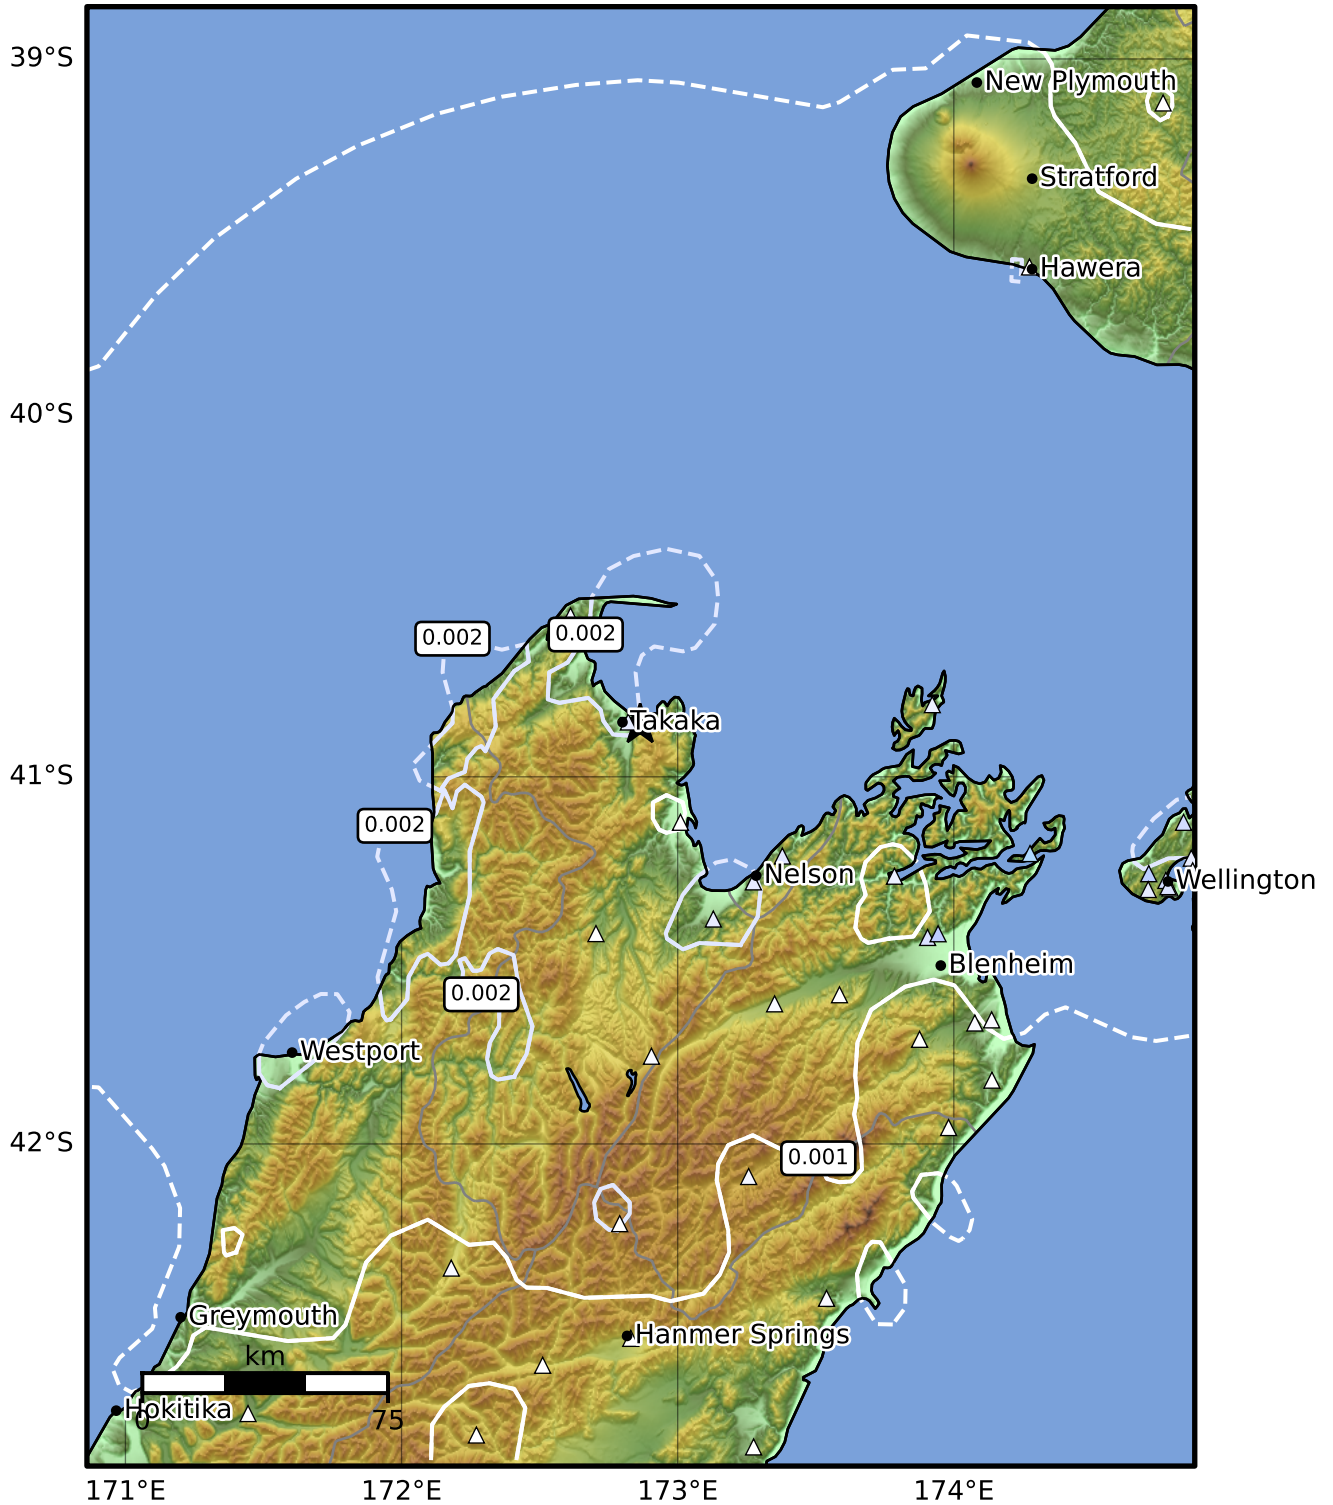 39°S
New Plymouth
Stratford
Hawera
40°S
0.002
0.002
Takaka
41°S
0.002
Nelson
Wellington
Blenheim
0.002
Westport
42°S
0.001
Greymouth
Hanmer Springs
km
Hokitika
0
75
171°E
172°E
173°E
174°E